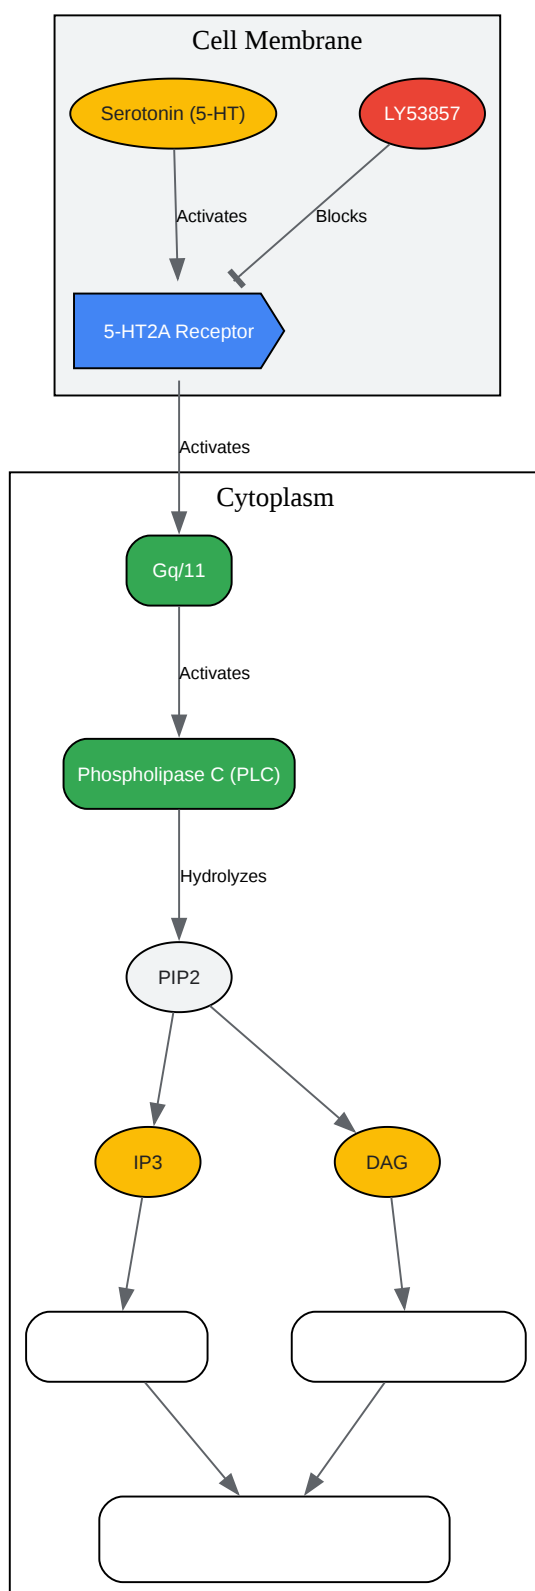 Cell Membrane
Serotonin (5-HT)
LY53857
Activates
Blocks
5-HT2A Receptor
Activates
Cytoplasm
Gq/11
Activates
Phospholipase C (PLC)
Hydrolyzes
PIP2
IP3
DAG